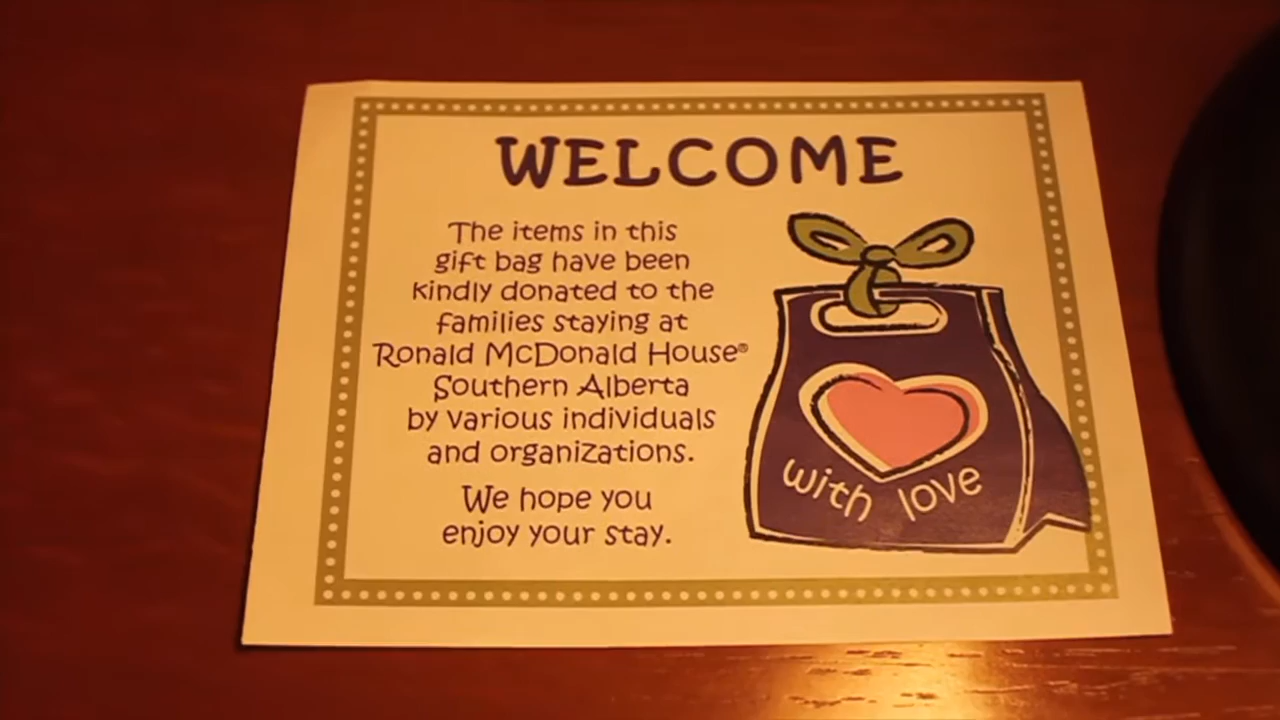 WELCOME
The items in this
gift bag have been
kindly donated to the
families staying at
Ronald McDonald House®
Southern Alberta
by various individuals
and organizations.
We hope you
enjoy your stay.
with love